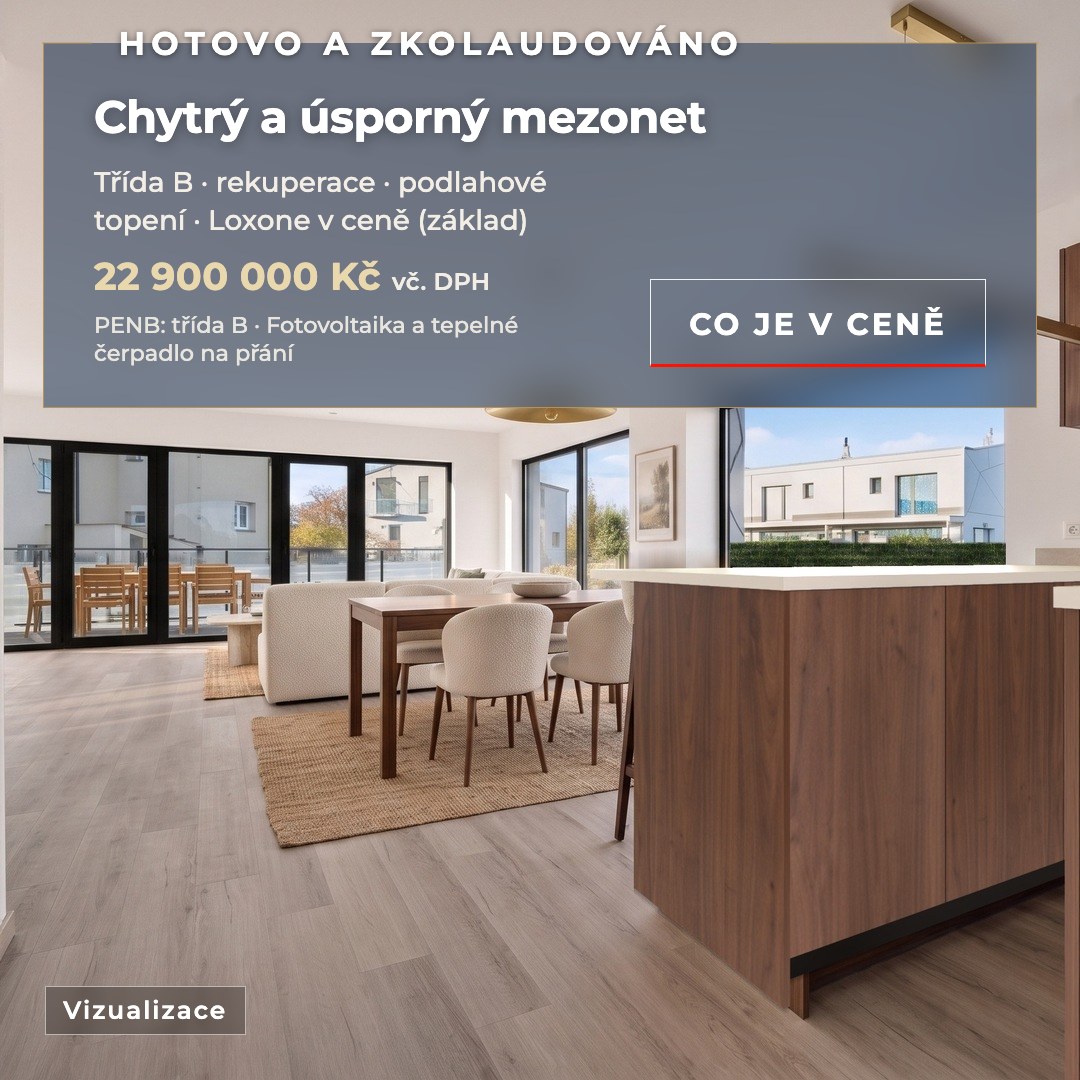 HOTOVO A ZKOLAUDOVÁNO
Chytrý a úsporný mezonet
Třída B · rekuperace · podlahové
topení · Loxone v ceně (základ)
22 900 000 Kč vč. DPH
PENB: třída B · Fotovoltaika a tepelné
čerpadlo na přání
CO JE V CENĚ
Vizualizace